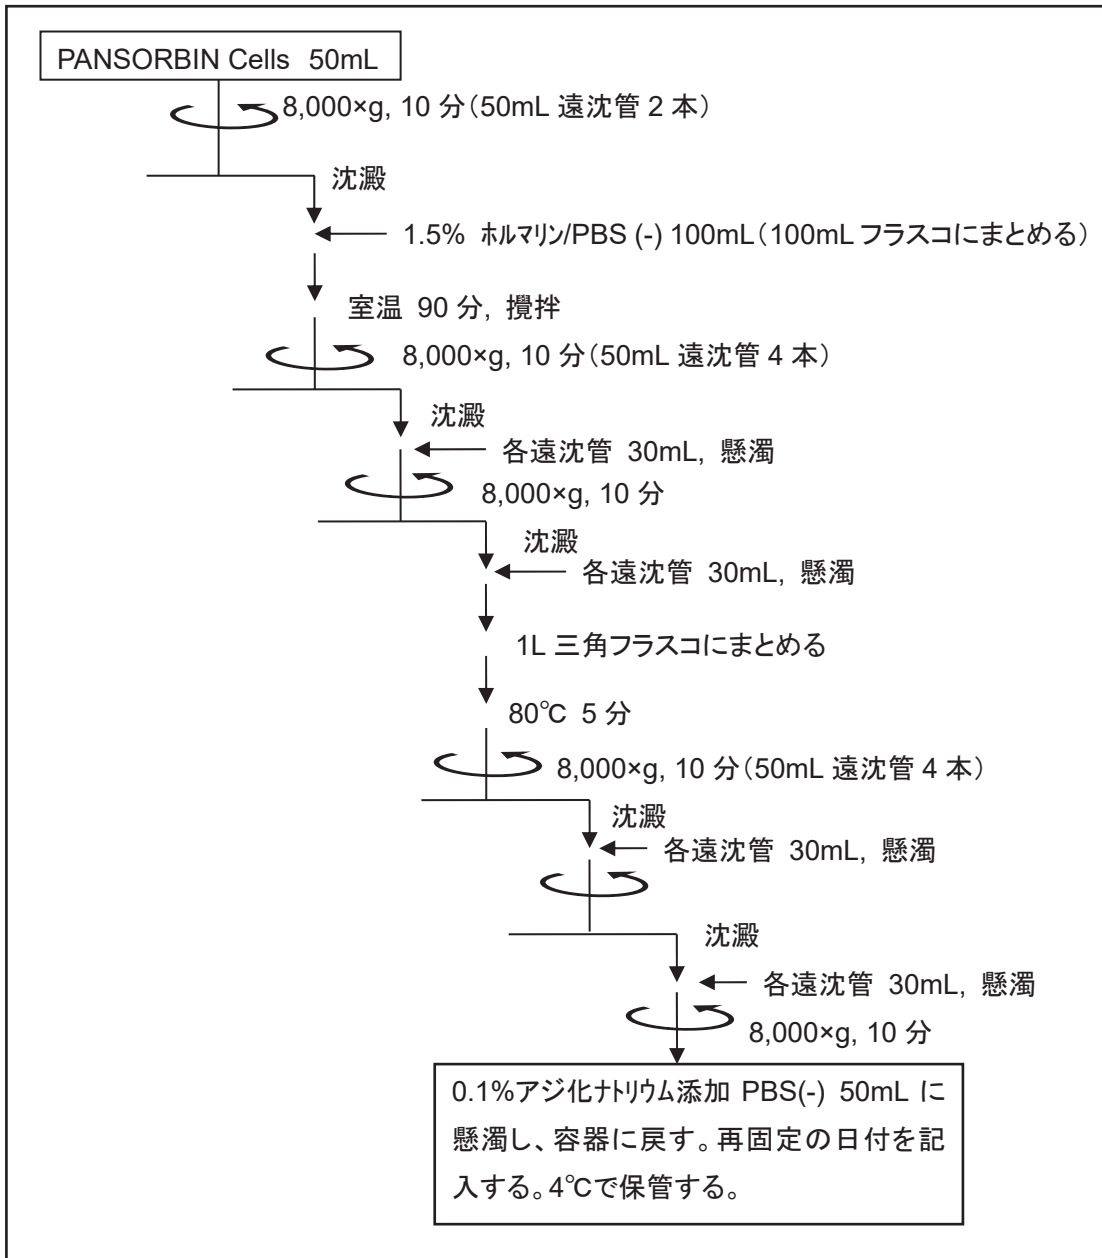 PANSORBIN Cells 50mL
8,000×g, 10 分（50mL 遠沈管 2 本）
沈澱
1.5% ホルマリン/PBS (-) 100mL（100mL フラスコにまとめる）
室温 90 分, 攪拌
8,000×g, 10 分（50mL 遠沈管 4 本）
沈澱
各遠沈管 30mL, 懸濁
8,000×g, 10 分
沈澱
各遠沈管 30mL, 懸濁
1L 三角フラスコにまとめる
80℃ 5 分
8,000×g, 10 分（50mL 遠沈管 4 本）
沈澱
各遠沈管 30mL, 懸濁
沈澱
各遠沈管 30mL, 懸濁
8,000×g, 10 分
0.1%アジ化ナトリウム添加 PBS(-) 50mL に
懸濁し、容器に戻す。再固定の日付を記
入する。4℃で保管する。